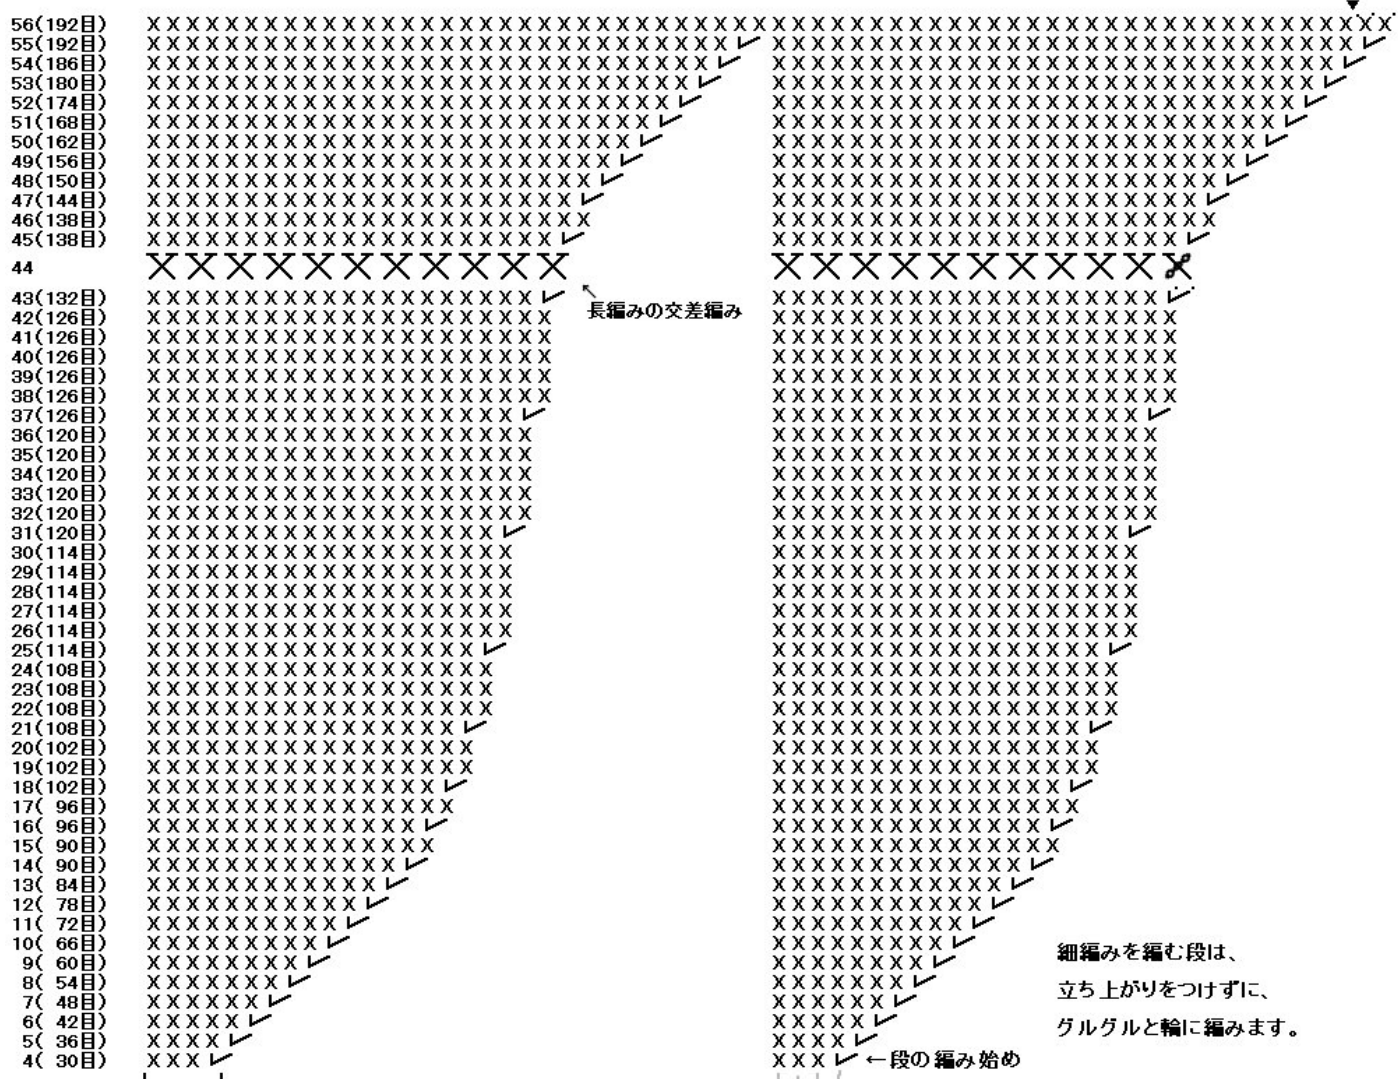 56(192目)
55(192目)
54(186目)
53(180目)
52(174目)
51(168目)
50(162目)
49(156目)
48(150目)
47(144目)
46(138目)
45(138目)
44
43(132目)
長編みの交差編み
42(126目)
41(126目)
40(126目)
39(126目)
38(126目)
37(126目)
36(120目)
35(120目)
34(120目)
33(120目)
32(120目)
31(120目)
30(114目)
29(114目)
28(114目)
27(114目)
26(114目)
25(114目)
24(108目)
23(108目)
22(108目)
21(108目)
20(102目)
19(102目)
18(102目)
17( 96目)
16( 96目)
15( 90目)
14( 90目)
13( 84目)
12( 78目)
11( 72目)
10( 66目)
9( 60目)
8( 54目)
7( 48目)
6( 42目)
5( 36目)
4( 30目)
←段の編み始め
細編みを編む段は、
立ち上がりをつけずに、
グルグルと輪に編みます。